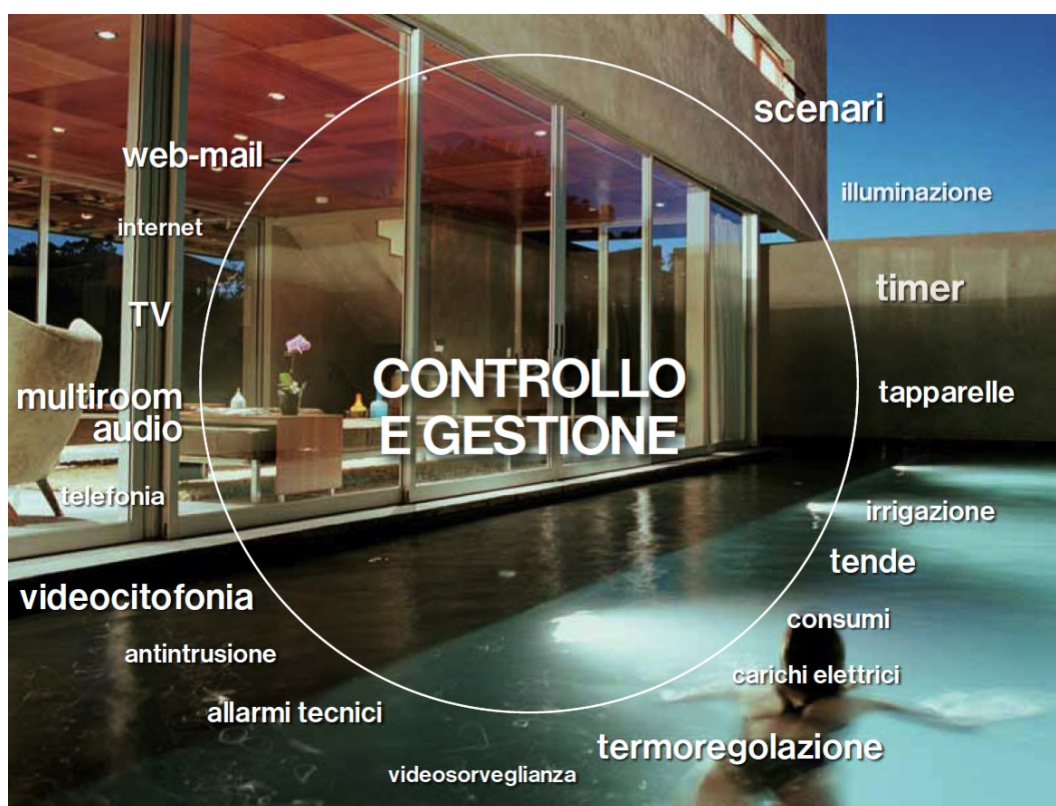 scenari
web-mail
illuminazione
internet
timer
TV
CONTROLLO
E GESTIONE
multiroom
audio
tapparelle
telefonia
irrigazione
tende
videocitofonia
consumi
antintrusione
carichi elettrici
allarmi tecnici
termoregolazione
videosorveglianza